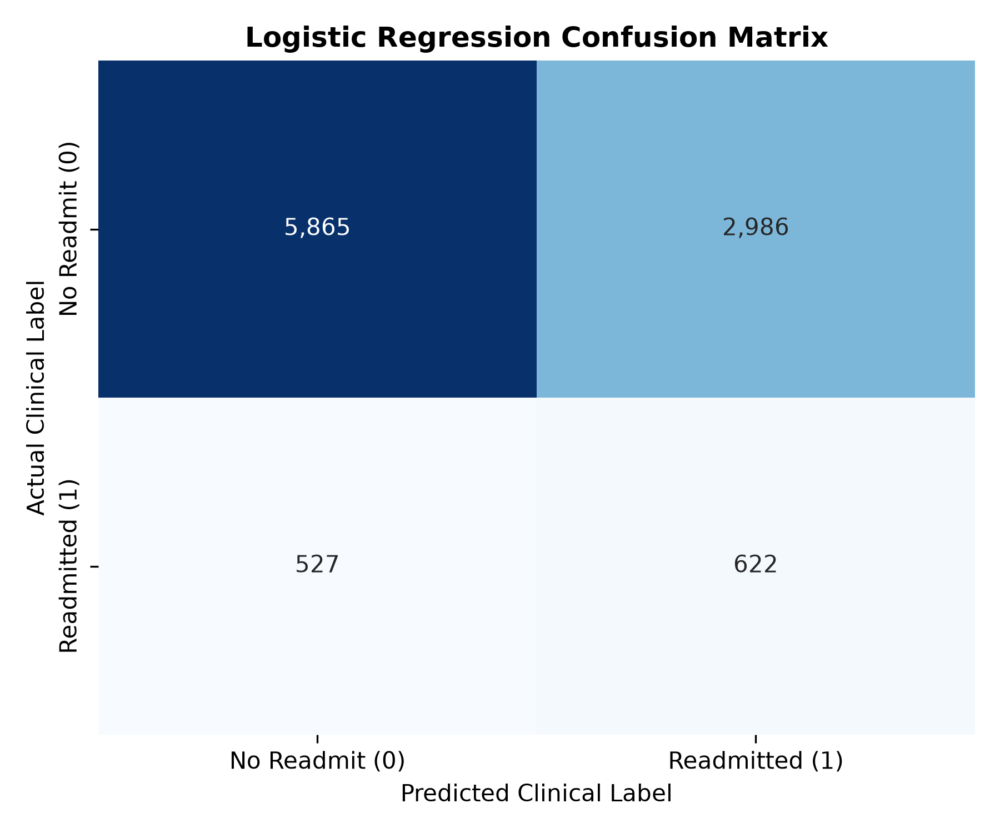 Logistic Regression Confusion Matrix
Actual Clinical Label
No Readmit (0)
5,865
2,986
Readmitted (1)
527
622
No Readmit (0)
Readmitted (1)
Predicted Clinical Label